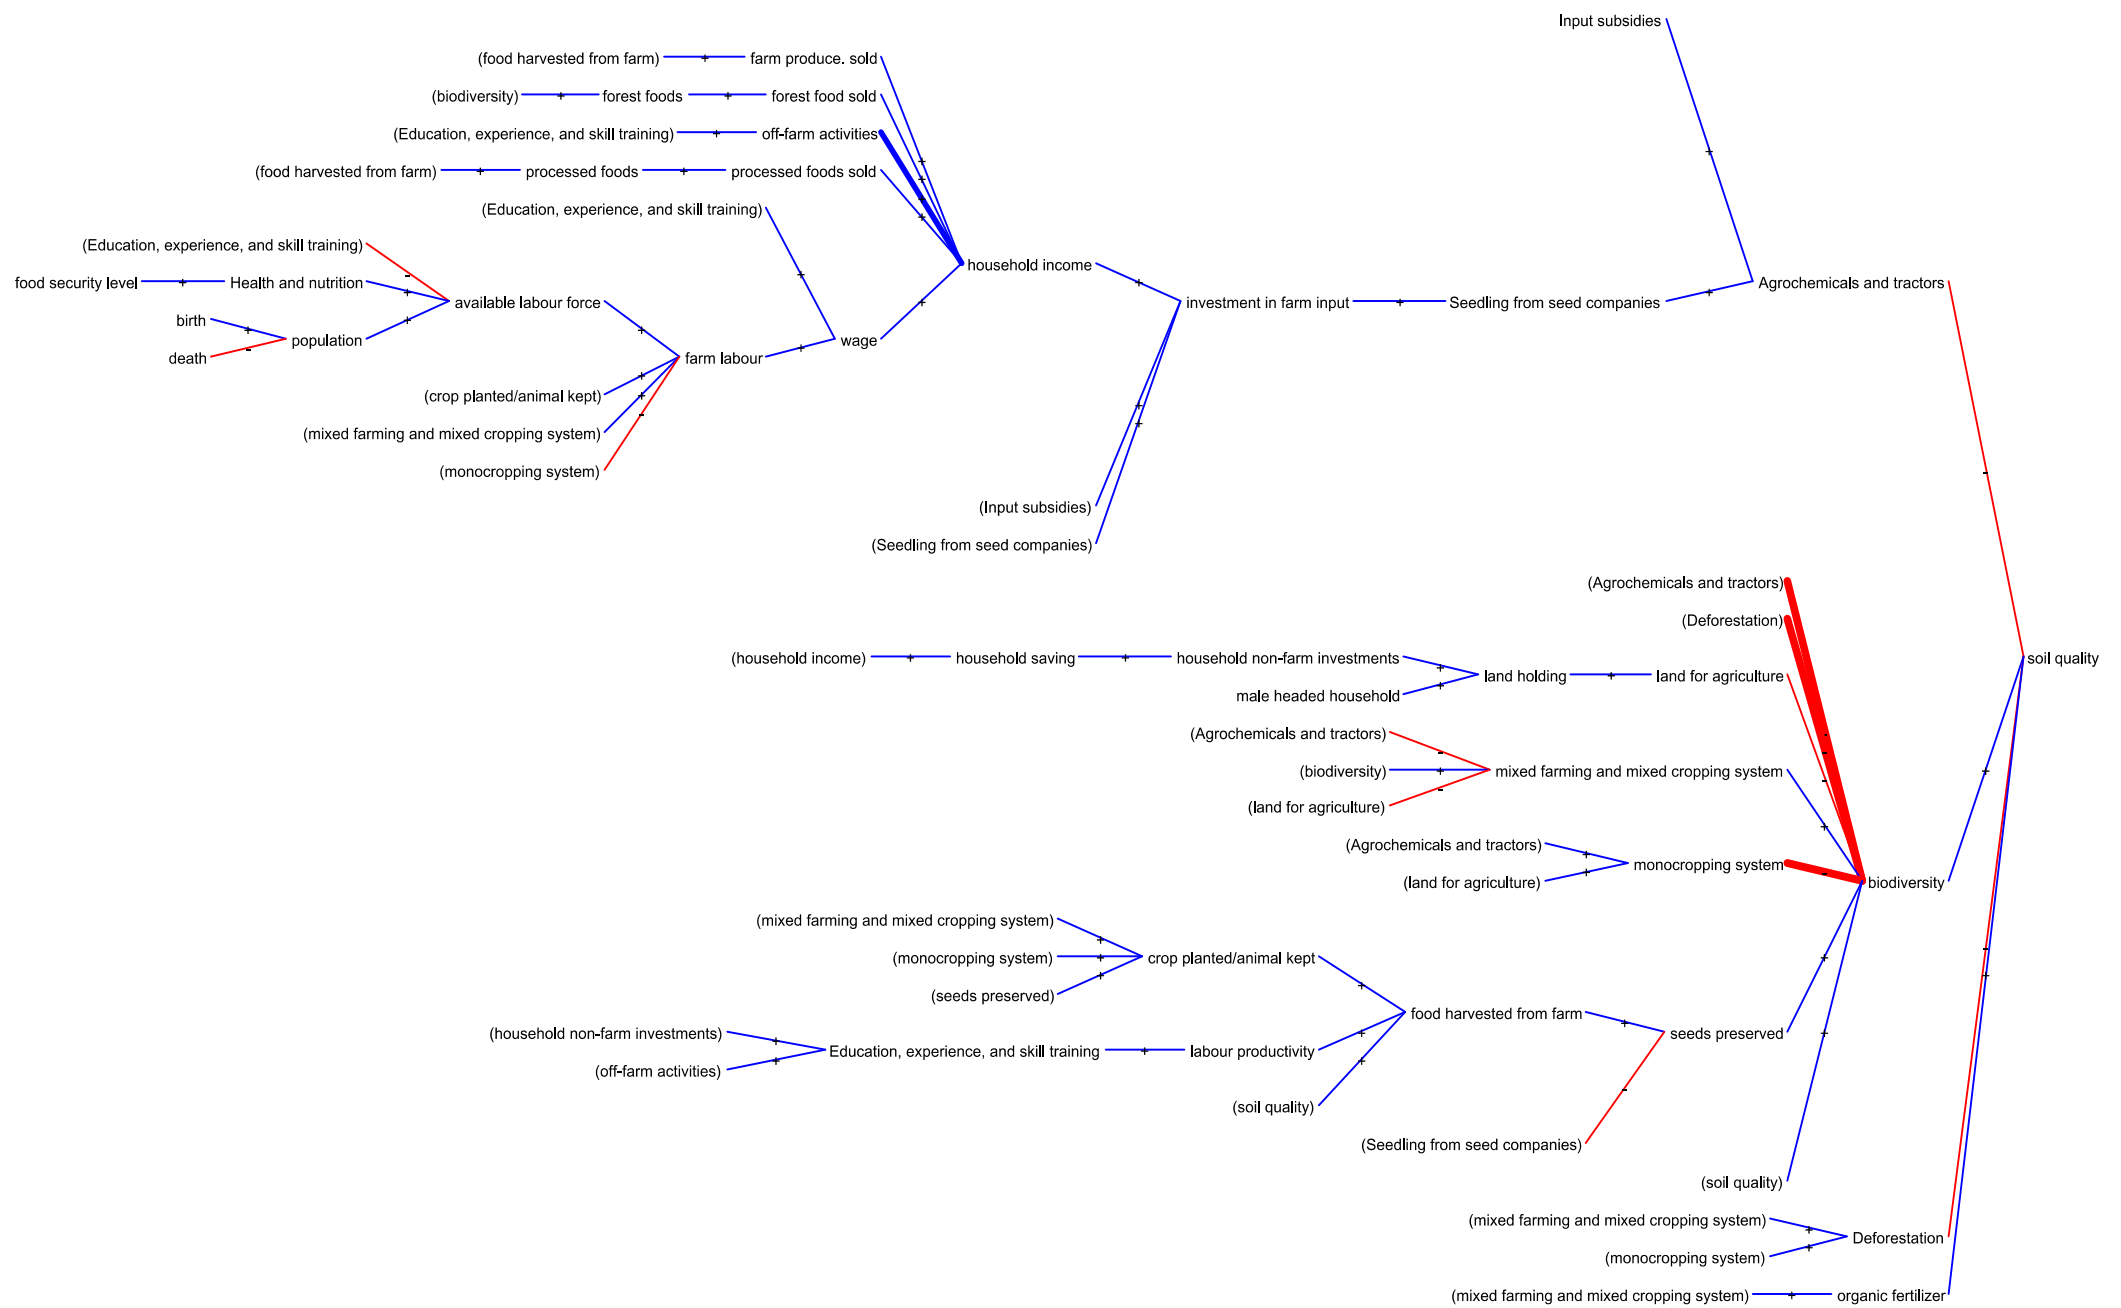 Input subsidies
(food harvested from farm) + farm produce. sold
(biodiversity) + forest foods + forest food sold
(Education, experience, and skill training) + off-farm activities
(food harvested from farm) + processed foods + processed foods sold
(Education, experience, and skill training)
(Education, experience, and skill training)
household income
food security level + Health and nutrition
Agrochemicals and tractors
available labour force
investment in farm input + Seedling from seed companies
birth
population
wage
death
farm labour
(crop planted/animal kept)
(mixed farming and mixed cropping system)
(monocropping system)
(Input subsidies)
(Seedling from seed companies)
(Agrochemicals and tractors)
(Deforestation)
(household income) + household saving + household non-farm investments
soil quality
land holding + land for agriculture
male headed household
(Agrochemicals and tractors)
(biodiversity) + mixed farming and mixed cropping system
(land for agriculture)
(Agrochemicals and tractors)
monocropping system
(land for agriculture)
biodiversity
(mixed farming and mixed cropping system)
(monocropping system) + crop planted/animal kept
(seeds preserved)
food harvested from farm
(household non-farm investments)
seeds preserved
Education, experience, and skill training + labour productivity
(off-farm activities)
(soil quality)
(Seedling from seed companies)
(soil quality)
(mixed farming and mixed cropping system)
Deforestation
(monocropping system)
(mixed farming and mixed cropping system) + organic fertilizer